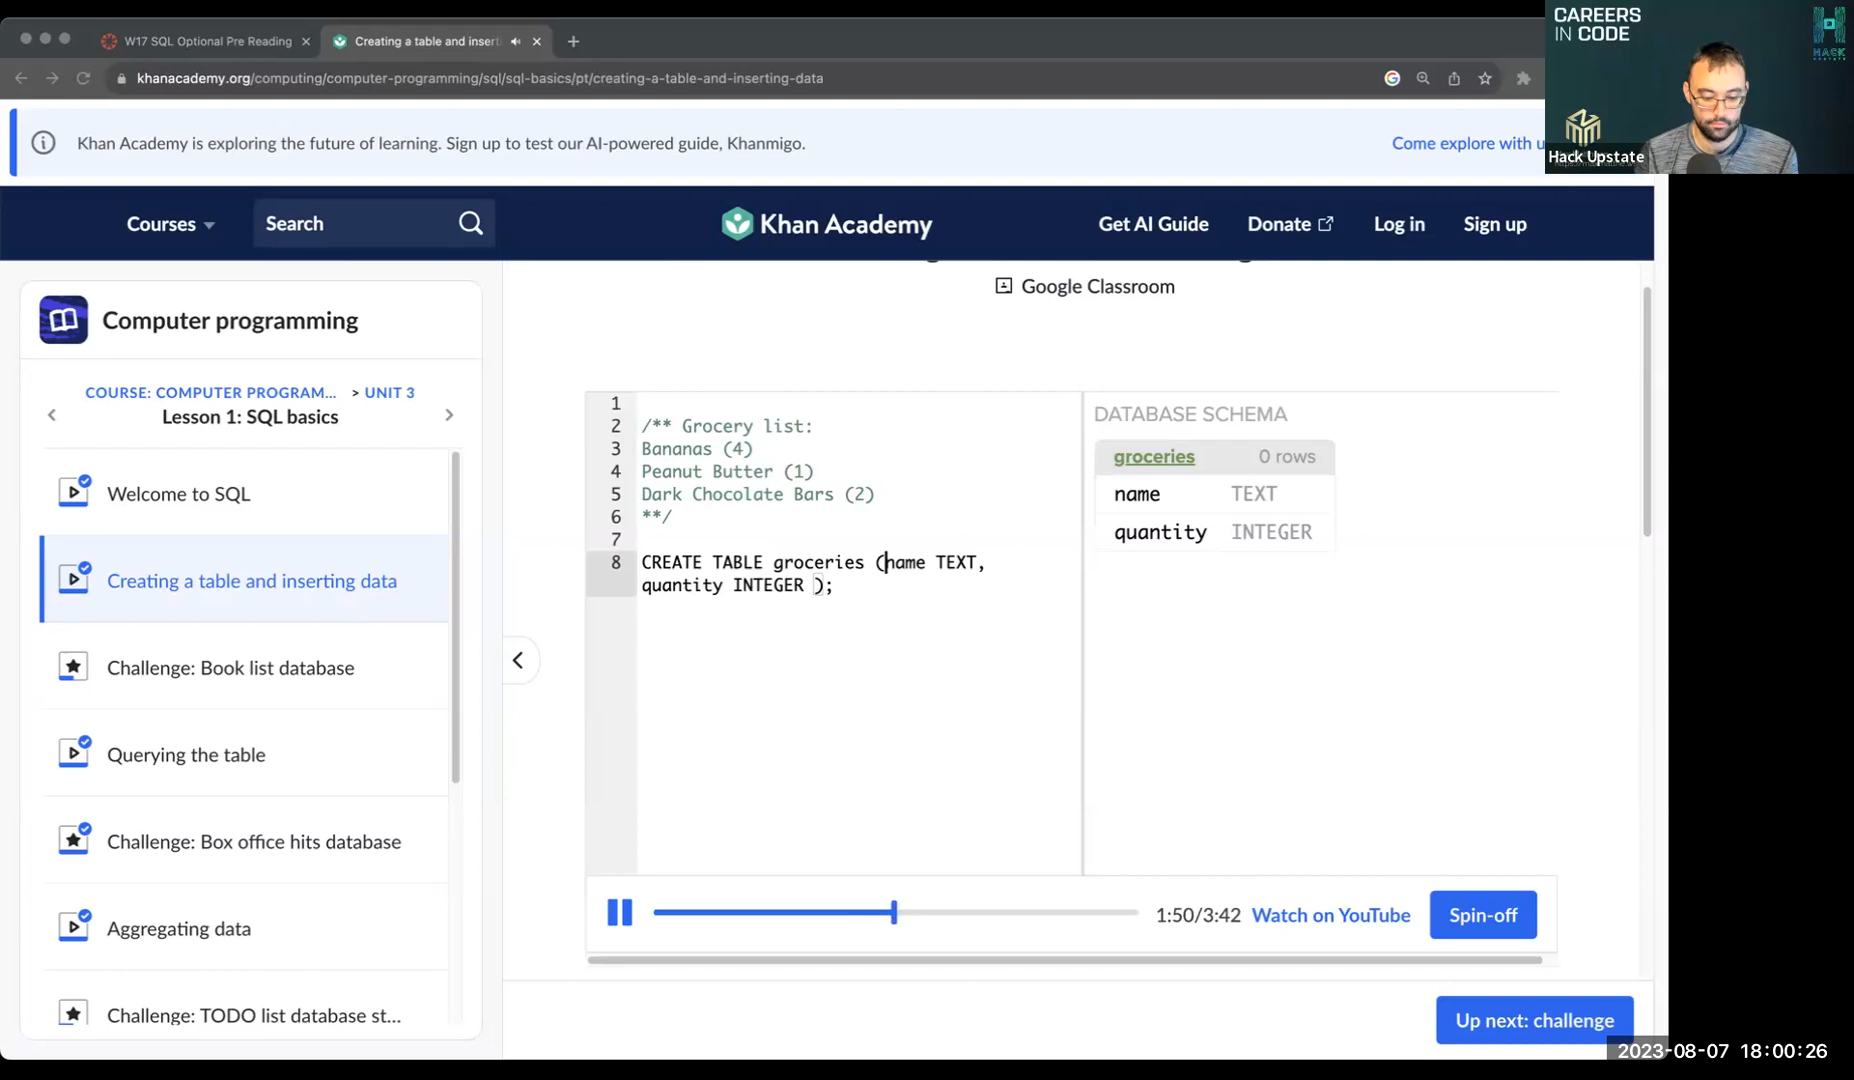 W17 SQL Optional Pre Reading
Creating a table and insert
khanacademy.org/computing/computer-programming/sql/sql-basics/pt/creating-a-table-and-inserting-data
CAREERS
IN CODE
HACK
UPSTATE
Hack Upstate
Khan Academy is exploring the future of learning. Sign up to test our AI-powered guide, Khanmigo.
Come explore with u
Courses
Search
Khan Academy
Get AI Guide
Donate
Log in
Sign up
Google Classroom
Computer programming
COURSE: COMPUTER PROGRAM... > UNIT 3
Lesson 1: SQL basics
Welcome to SQL
Creating a table and inserting data
Challenge: Book list database
Querying the table
Challenge: Box office hits database
Aggregating data
Challenge: TODO list database st...
1
2 /** Grocery list:
3 Bananas (4)
4 Peanut Butter (1)
5 Dark Chocolate Bars (2)
6 **/
7
8 CREATE TABLE groceries (name TEXT,
quantity INTEGER );
DATABASE SCHEMA
groceries 0 rows
name TEXT
quantity INTEGER
1:50/3:42
Watch on YouTube
Spin-off
Up next: challenge
2023-08-07 18:00:26